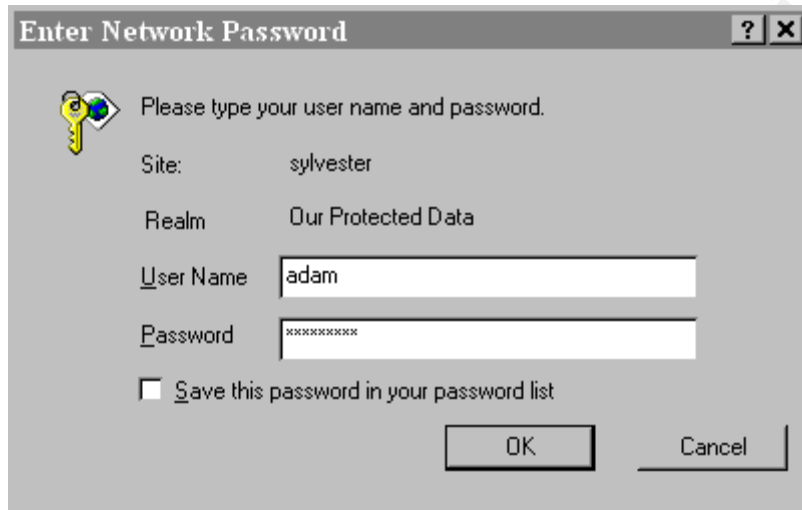 Enter Network Password
Please type your user name and password.
Site: sylvester
Realm Our Protected Data
User Name adam
Password *********
Save this password in your password list
OK Cancel